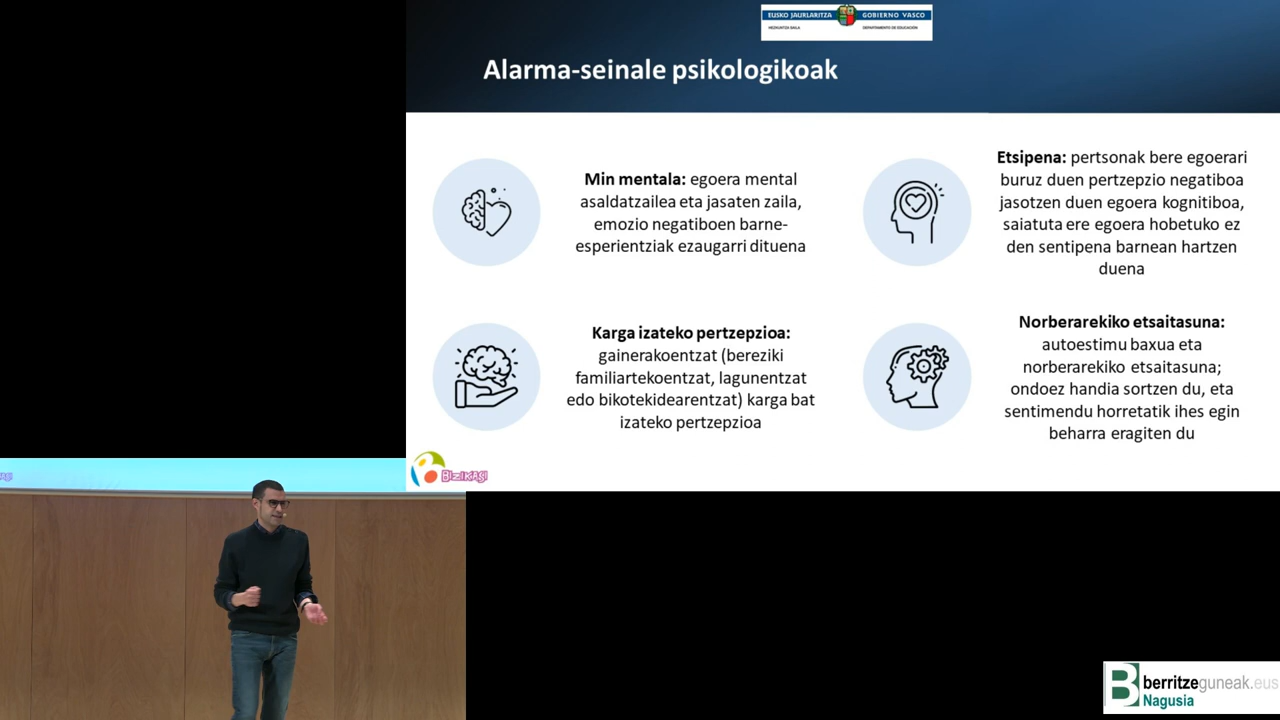 EUSKO JAURLARITZA
GOBIERNO VASCO
HEZKUNTZA SAILA
DEPARTAMENTO DE EDUCACIÓN
Alarma-seinale psikologikoak
Min mentala: egoera mental
asaldatzailea eta jasaten zaila,
emozio negatiboen barne-
esperientziak ezaugarri dituena
Etsipena: pertsonak bere egoerari
buruz duen pertzepzio negatiboa
jasotzen duen egoera kognitiboa,
saiatuta ere egoera hobetuko ez
den sentipena barnean hartzen
duena
Karga izateko pertzepzioa:
gainerakoentzat (bereziki
familiartekoentzat, lagunentzat
edo bikotekidearentzat) karga bat
izateko pertzepzioa
Norberarekiko etsaitasuna:
autoestimu baxua eta
norberarekiko etsaitasuna;
ondoez handia sortzen du, eta
sentimendu horretatik ihes egin
beharra eragiten du
BIZIKASI
berritzeguneak.eus
Nagusia